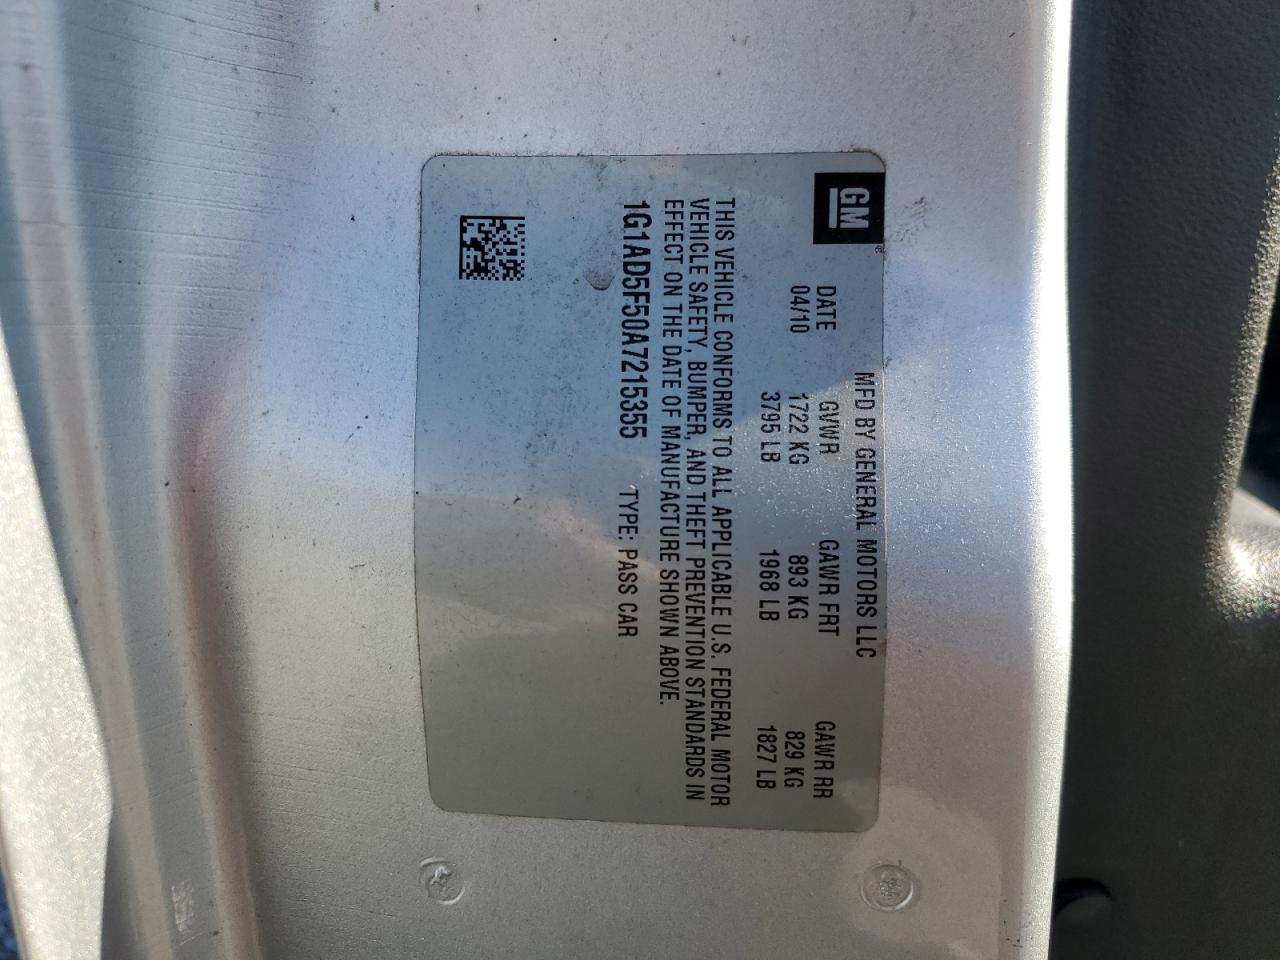 GM
MFD BY GENERAL MOTORS LLC
DATE GVWR GAWR FRT GAWR RR
04/10 1722 KG 893 KG 829 KG
3795 LB 1968 LB 1827 LB
THIS VEHICLE CONFORMS TO ALL APPLICABLE U.S. FEDERAL MOTOR
VEHICLE SAFETY, BUMPER, AND THEFT PREVENTION STANDARDS IN
EFFECT ON THE DATE OF MANUFACTURE SHOWN ABOVE.
1G1AD5F50A7215355 TYPE: PASS CAR